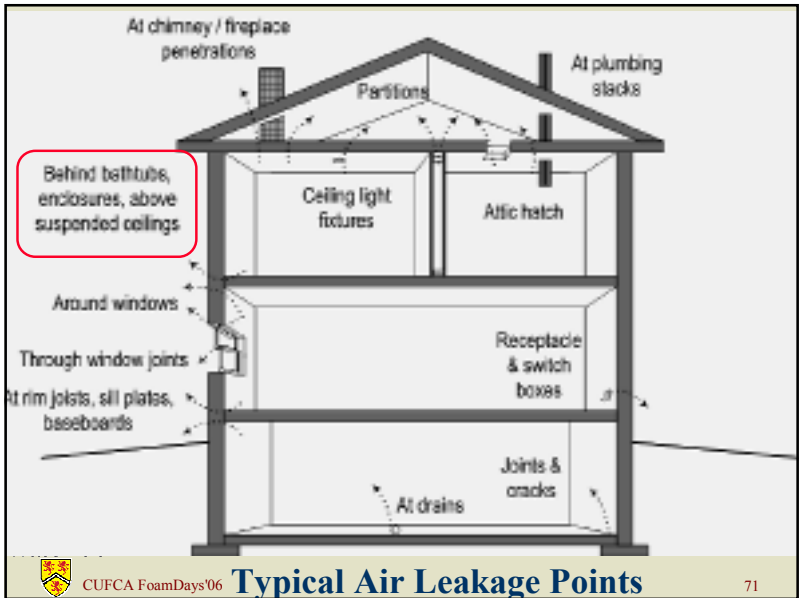 At chimney / fireplace
penetrations
At plumbing
stacks
Partitions
Behind bathtubs,
enclosures, above
suspended ceilings
Ceiling light
fixtures
Attic hatch
Around windows
Through window joints
Receptacle
& switch
boxes
At rim joists, sill plates,
baseboards
Joints &
cracks
At drains
CUFCA FoamDays'06 Typical Air Leakage Points 71